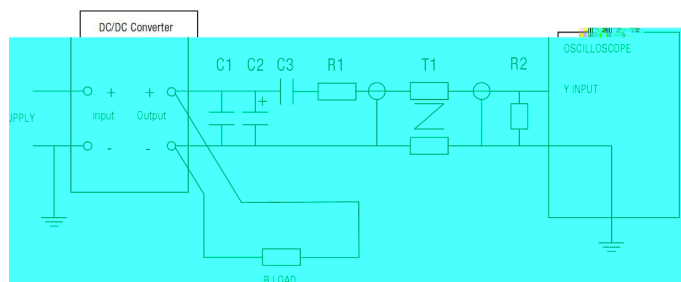 DC/DC Converter
OSCILLOSCOPE
C1 C2 C3 R1 T1 R2
+ + +
Y INPUT
Input Output
UPPLY
- -
R LOAD